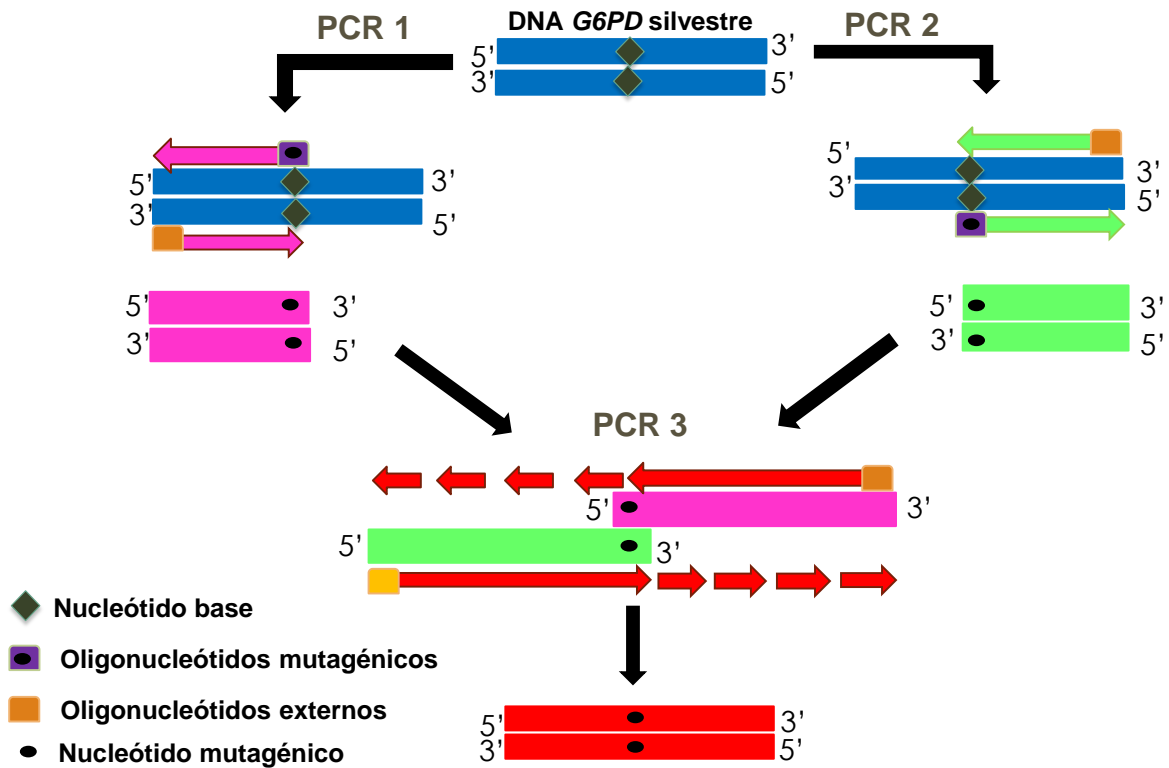 PCR 1
DNA G6PD silvestre
PCR 2
5’ 3’
3’ 5’
5’ 3’
3’ 5’
5’ 3’
3’ 5’
5’ 3’
3’ 5’
5’ 3’
3’ 5’
PCR 3
5’ 3’
5’ 3’
Nucleótido base
Oligonucleótidos mutagénicos
Oligonucleótidos externos
Nucleótido mutagénico
5’ 3’
3’ 5’